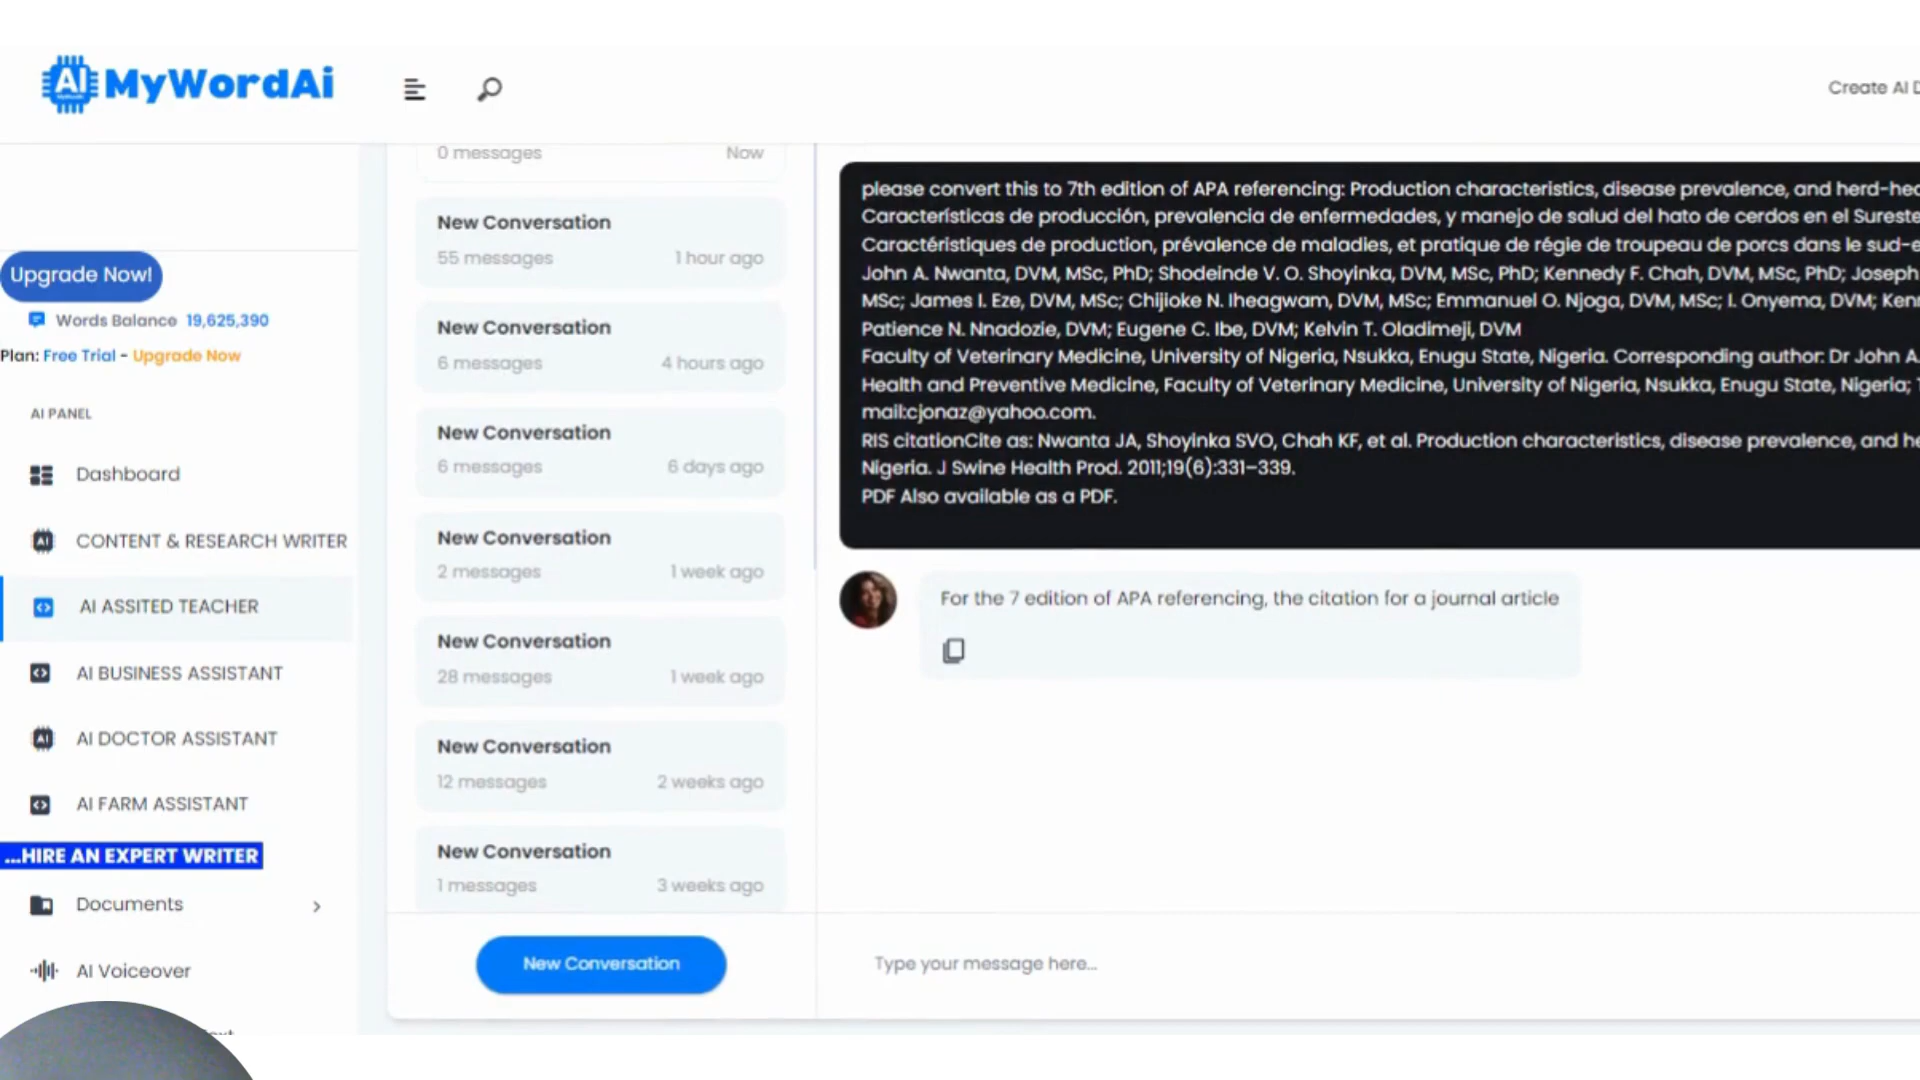 AI MyWordAi
Create AI
0 messages Now
Upgrade Now!
Words Balance 19,625,390
Plan: Free Trial - Upgrade Now
AI PANEL
Dashboard
AI CONTENT & RESEARCH WRITER
AI ASSITED TEACHER
AI BUSINESS ASSISTANT
AI AI DOCTOR ASSISTANT
AI FARM ASSISTANT
...HIRE AN EXPERT WRITER
Documents
AI Voiceover
New Conversation
55 messages 1 hour ago
New Conversation
6 messages 4 hours ago
New Conversation
6 messages 6 days ago
New Conversation
2 messages 1 week ago
New Conversation
28 messages 1 week ago
New Conversation
12 messages 2 weeks ago
New Conversation
1 messages 3 weeks ago
New Conversation
please convert this to 7th edition of APA referencing: Production characteristics, disease prevalence, and
Características de producción, prevalencia de enfermedades, y manejo de salud del hato de cerdos en el Sureste
Caractéristiques de production, prévalence de maladies, et pratique de régie de troupeau de porcs dans le
John A. Nwanta, DVM, MSc, PhD; Shodeinde V. O. Shoyinka, DVM, MSc, PhD; Kennedy F. Chah, DVM, MSc, PhD; Joseph
MSc; James I. Eze, DVM, MSc; Chijioke N. Iheagwam, DVM, MSc; Emmanuel O. Njoga, DVM, MSc; I. Onyema, DVM;
Patience N. Nnadozie, DVM; Eugene C. Ibe, DVM; Kelvin T. Oladimeji, DVM
Faculty of Veterinary Medicine, University of Nigeria, Nsukka, Enugu State, Nigeria. Corresponding author: Dr John A.
Health and Preventive Medicine, Faculty of Veterinary Medicine, University of Nigeria, Nsukka, Enugu State, Nigeria;
mail:cjonaz@yahoo.com.
RIS citationCite as: Nwanta JA, Shoyinka SVO, Chah KF, et al. Production characteristics, disease prevalence, and
Nigeria. J Swine Health Prod. 2011;19(6):331–339.
PDF Also available as a PDF.
For the 7 edition of APA referencing, the citation for a journal article
Type your message here...